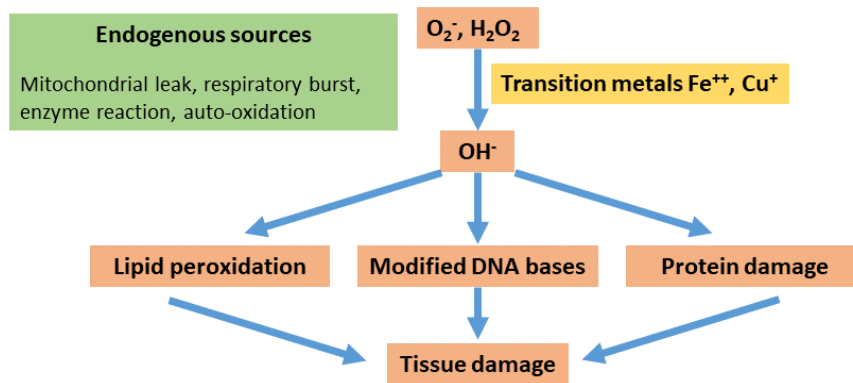 Endogenous sources
Mitochondrial leak, respiratory burst,
enzyme reaction, auto-oxidation
O₂⁻, H₂O₂
Transition metals Fe⁺⁺, Cu⁺
OH⁻
Lipid peroxidation
Modified DNA bases
Protein damage
Tissue damage